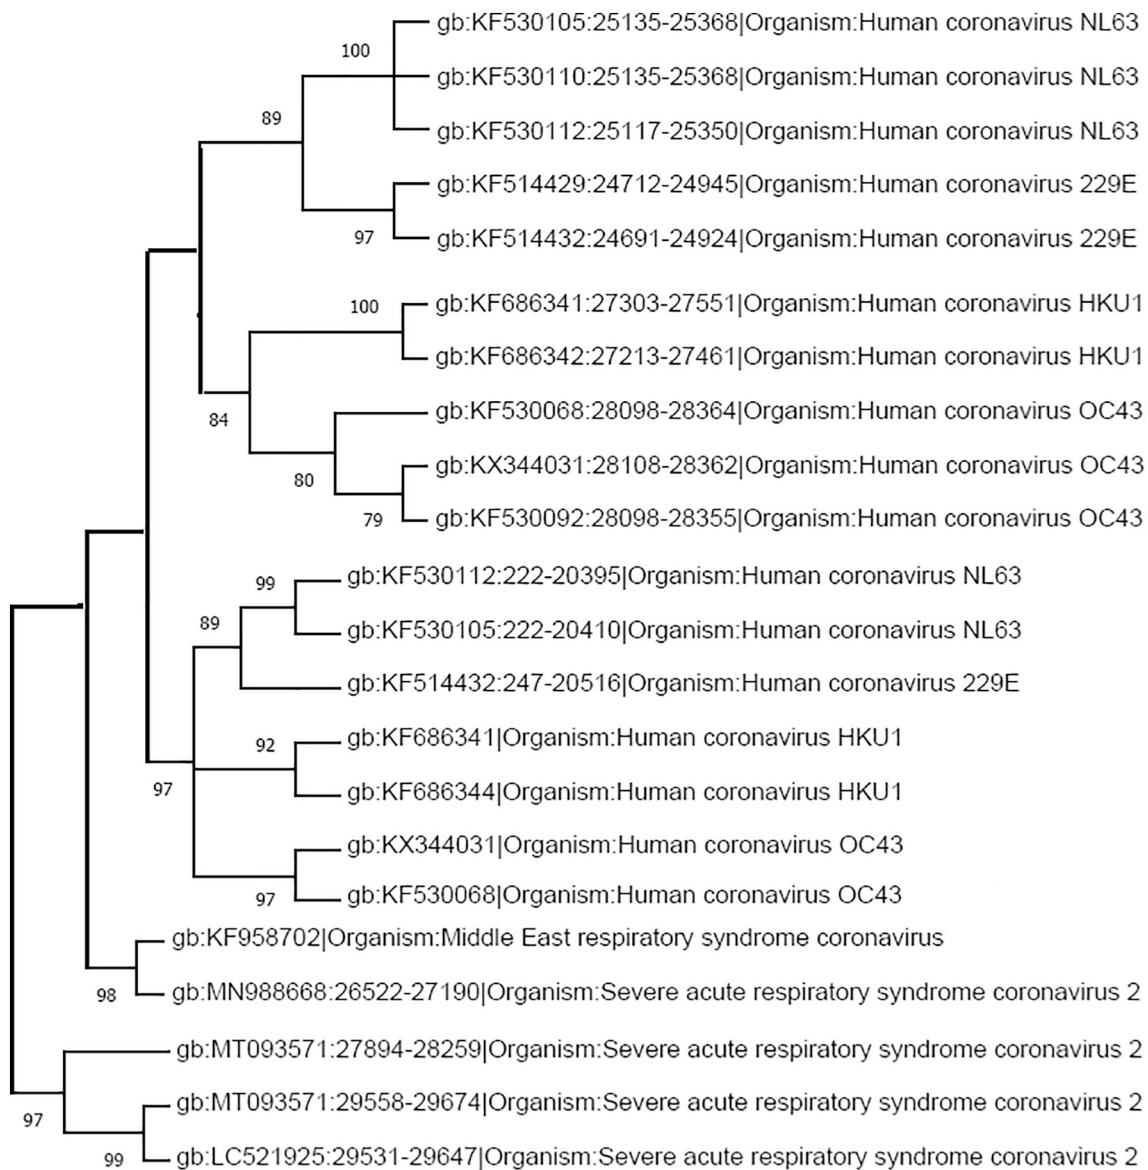 gb:KF530105:25135-25368|Organism:Human coronavirus NL63
100
gb:KF530110:25135-25368|Organism:Human coronavirus NL63
89
gb:KF530112:25117-25350|Organism:Human coronavirus NL63
gb:KF514429:24712-24945|Organism:Human coronavirus 229E
97
gb:KF514432:24691-24924|Organism:Human coronavirus 229E
100
gb:KF686341:27303-27551|Organism:Human coronavirus HKU1
gb:KF686342:27213-27461|Organism:Human coronavirus HKU1
84
gb:KF530068:28098-28364|Organism:Human coronavirus OC43
80
gb:KX344031:28108-28362|Organism:Human coronavirus OC43
79
gb:KF530092:28098-28355|Organism:Human coronavirus OC43
99
gb:KF530112:222-20395|Organism:Human coronavirus NL63
89
gb:KF530105:222-20410|Organism:Human coronavirus NL63
gb:KF514432:247-20516|Organism:Human coronavirus 229E
92
gb:KF686341|Organism:Human coronavirus HKU1
97
gb:KF686344|Organism:Human coronavirus HKU1
gb:KX344031|Organism:Human coronavirus OC43
97
gb:KF530068|Organism:Human coronavirus OC43
gb:KF958702|Organism:Middle East respiratory syndrome coronavirus
98
gb:MN988668:26522-27190|Organism:Severe acute respiratory syndrome coronavirus 2
gb:MT093571:27894-28259|Organism:Severe acute respiratory syndrome coronavirus 2
97
gb:MT093571:29558-29674|Organism:Severe acute respiratory syndrome coronavirus 2
99
gb:LC521925:29531-29647|Organism:Severe acute respiratory syndrome coronavirus 2